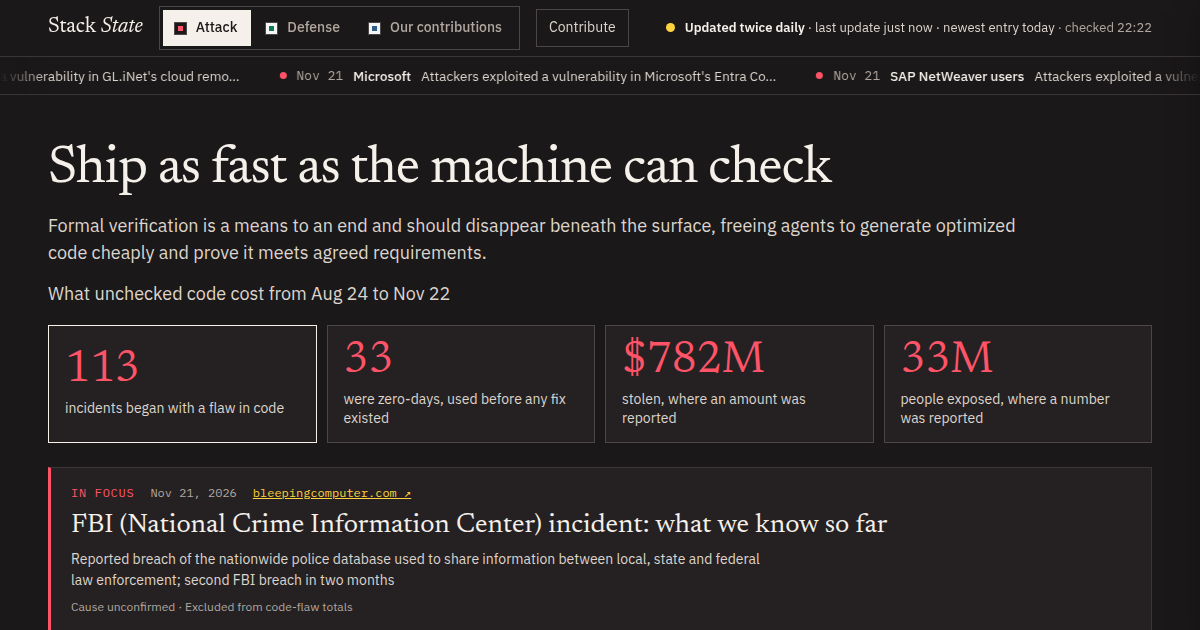 Stack State
Attack
Defense
Our contributions
Contribute
Updated twice daily · last update just now · newest entry today · checked 22:22
a vulnerability in GL.iNet's cloud remo...
Nov 21 Microsoft Attackers exploited a vulnerability in Microsoft's Entra Co...
Nov 21 SAP NetWeaver users Attackers exploited a
Ship as fast as the machine can check
Formal verification is a means to an end and should disappear beneath the surface, freeing agents to generate optimized
code cheaply and prove it meets agreed requirements.
What unchecked code cost from Aug 24 to Nov 22
113
incidents began with a flaw in code
33
were zero-days, used before any fix
existed
$782M
stolen, where an amount was
reported
33M
people exposed, where a number
was reported
IN FOCUS Nov 21, 2026 bleepingcomputer.com ↗
FBI (National Crime Information Center) incident: what we know so far
Reported breach of the nationwide police database used to share information between local, state and federal
law enforcement; second FBI breach in two months
Cause unconfirmed · Excluded from code-flaw totals